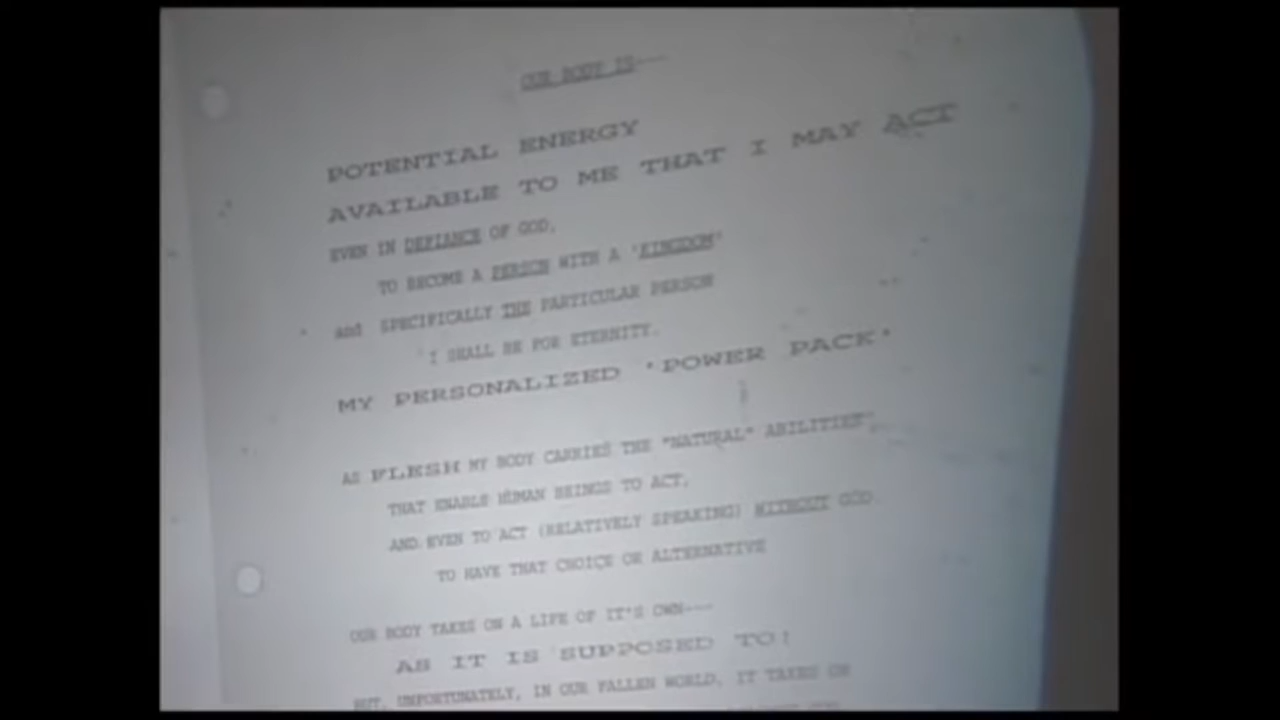 OUR BODY IS----
POTENTIAL ENERGY
AVAILABLE TO ME THAT I MAY ACT
EVEN IN DEFIANCE OF GOD,
TO BECOME A PERSON WITH A 'KINGDOM'
and SPECIFICALLY THE PARTICULAR PERSON
I SHALL BE FOR ETERNITY.
MY PERSONALIZED 'POWER PACK'
AS FLESH MY BODY CARRIES THE "NATURAL" ABILITIES
THAT ENABLE HUMAN BEINGS TO ACT,
AND EVEN TO ACT (RELATIVELY SPEAKING) WITHOUT GOD
TO HAVE THAT CHOICE OR ALTERNATIVE
OUR BODY TAKES ON A LIFE OF IT'S OWN----
AS IT IS SUPPOSED TO!
BUT, UNFORTUNATELY, IN OUR FALLEN WORLD, IT TAKES ON